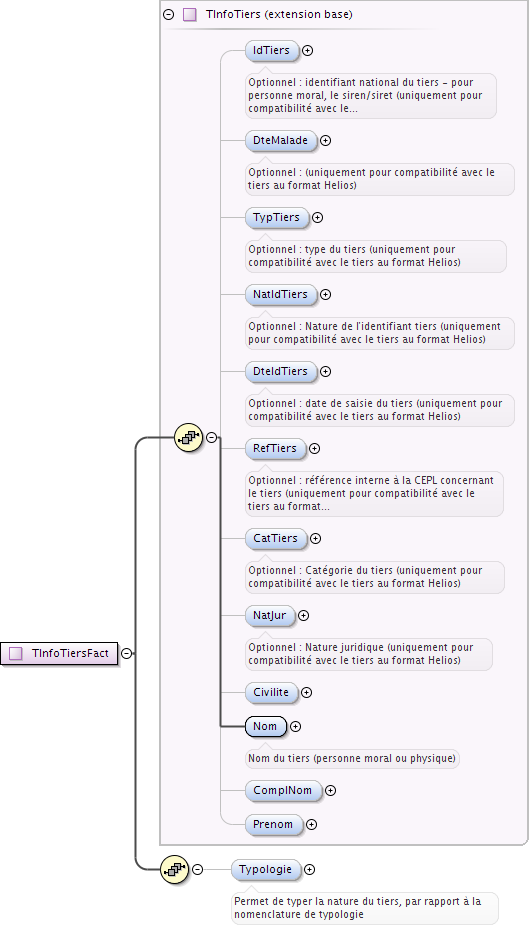 TInfoTiers (extension base)
IdTiers
Optionnel : identifiant national du tiers – pour
personne moral, le siren/siret (uniquement pour
compatibilité avec le...
DteMalade
Optionnel : (uniquement pour compatibilité avec le
tiers au format Helios)
TypTiers
Optionnel : type du tiers (uniquement pour
compatibilité avec le tiers au format Helios)
NatIdTiers
Optionnel : Nature de l'identifiant tiers (uniquement
pour compatibilité avec le tiers au format Helios)
DteIdTiers
Optionnel : date de saisie du tiers (uniquement pour
compatibilité avec le tiers au format Helios)
RefTiers
Optionnel : référence interne à la CEPL concernant
le tiers (uniquement pour compatibilité avec le
tiers au format...
CatTiers
Optionnel : Catégorie du tiers (uniquement pour
compatibilité avec le tiers au format Helios)
NatJur
Optionnel : Nature juridique (uniquement pour
compatibilité avec le tiers au format Helios)
TInfoTiersFact
Civilite
Nom
Nom du tiers (personne moral ou physique)
ComplNom
Prenom
Typologie
Permet de typer la nature du tiers, par rapport à la
nomenclature de typologie